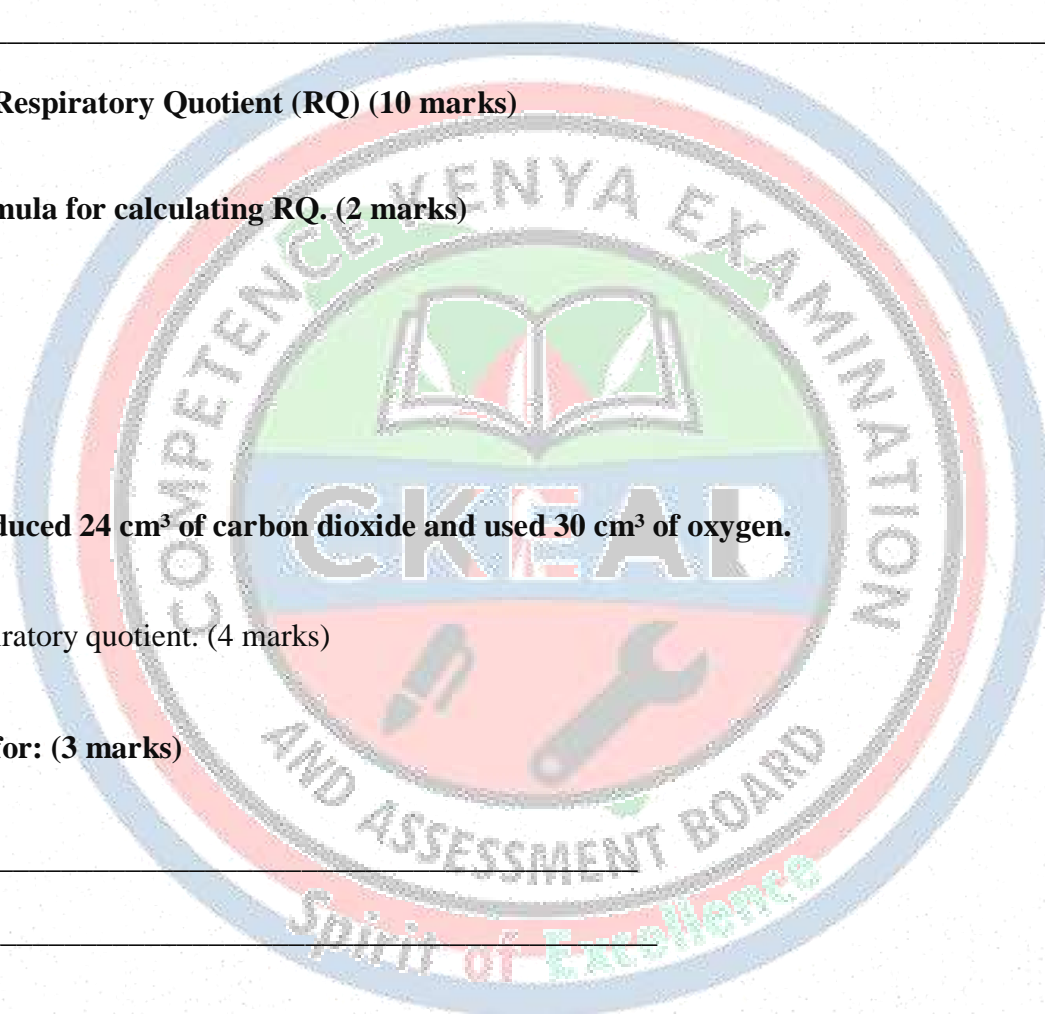 Respiratory Quotient (RQ) (10 marks)
mula for calculating RQ. (2 marks)
duced 24 cm³ of carbon dioxide and used 30 cm³ of oxygen.
iratory quotient. (4 marks)
for: (3 marks)
COMPETENCE KENYA EXAMINATION
CKEAB
AND ASSESSMENT BOARD
Spirit of Excellence